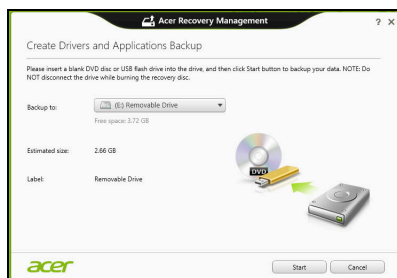 Acer Recovery Management
? ×
Create Drivers and Applications Backup
Please insert a blank DVD disc or USB flash drive into the drive, and then click Start button to backup your data. NOTE: Do
NOT disconnect the drive while burning the recovery disc.
Backup to: (E:) Removable Drive
Free space: 3.72 GB
Estimated size: 2.66 GB
Label: Removable Drive
DVD
acer
Start Cancel